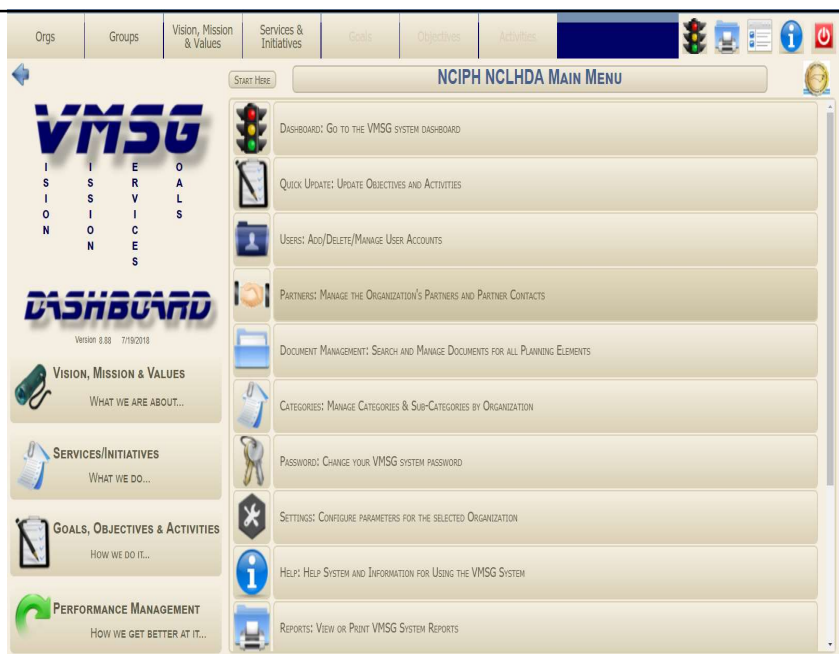 Orgs
Groups
Vision, Mission
& Values
Services &
Initiatives
Goals
Objectives
Activities
START HERE
NCIPH NCLHDA MAIN MENU
VMSG
ISION
ISSION
ERVICES
OALS
DASHBOARD
Version 8.88 7/19/2018
VISION, MISSION & VALUES
WHAT WE ARE ABOUT...
SERVICES/INITIATIVES
WHAT WE DO...
GOALS, OBJECTIVES & ACTIVITIES
HOW WE DO IT...
PERFORMANCE MANAGEMENT
HOW WE GET BETTER AT IT...
DASHBOARD: GO TO THE VMSG SYSTEM DASHBOARD
QUICK UPDATE: UPDATE OBJECTIVES AND ACTIVITIES
USERS: ADD/DELETE/MANAGE USER ACCOUNTS
PARTNERS: MANAGE THE ORGANIZATION'S PARTNERS AND PARTNER CONTACTS
DOCUMENT MANAGEMENT: SEARCH AND MANAGE DOCUMENTS FOR ALL PLANNING ELEMENTS
CATEGORIES: MANAGE CATEGORIES & SUB-CATEGORIES BY ORGANIZATION
PASSWORD: CHANGE YOUR VMSG SYSTEM PASSWORD
SETTINGS: CONFIGURE PARAMETERS FOR THE SELECTED ORGANIZATION
HELP: HELP SYSTEM AND INFORMATION FOR USING THE VMSG SYSTEM
REPORTS: VIEW OR PRINT VMSG SYSTEM REPORTS